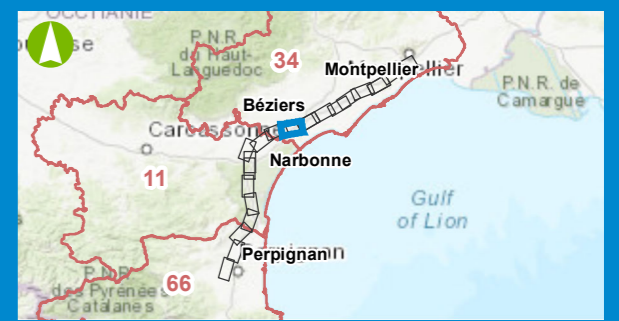 OCCITANIE
P.N.R.
du Haut-
Languedoc
34
Montpellier
P.N.R. de
Camargue
Béziers
Carcassonne
Narbonne
11
Gulf
of Lion
Perpignan
P.N.R.
des Pyrénées
Catalanes
66